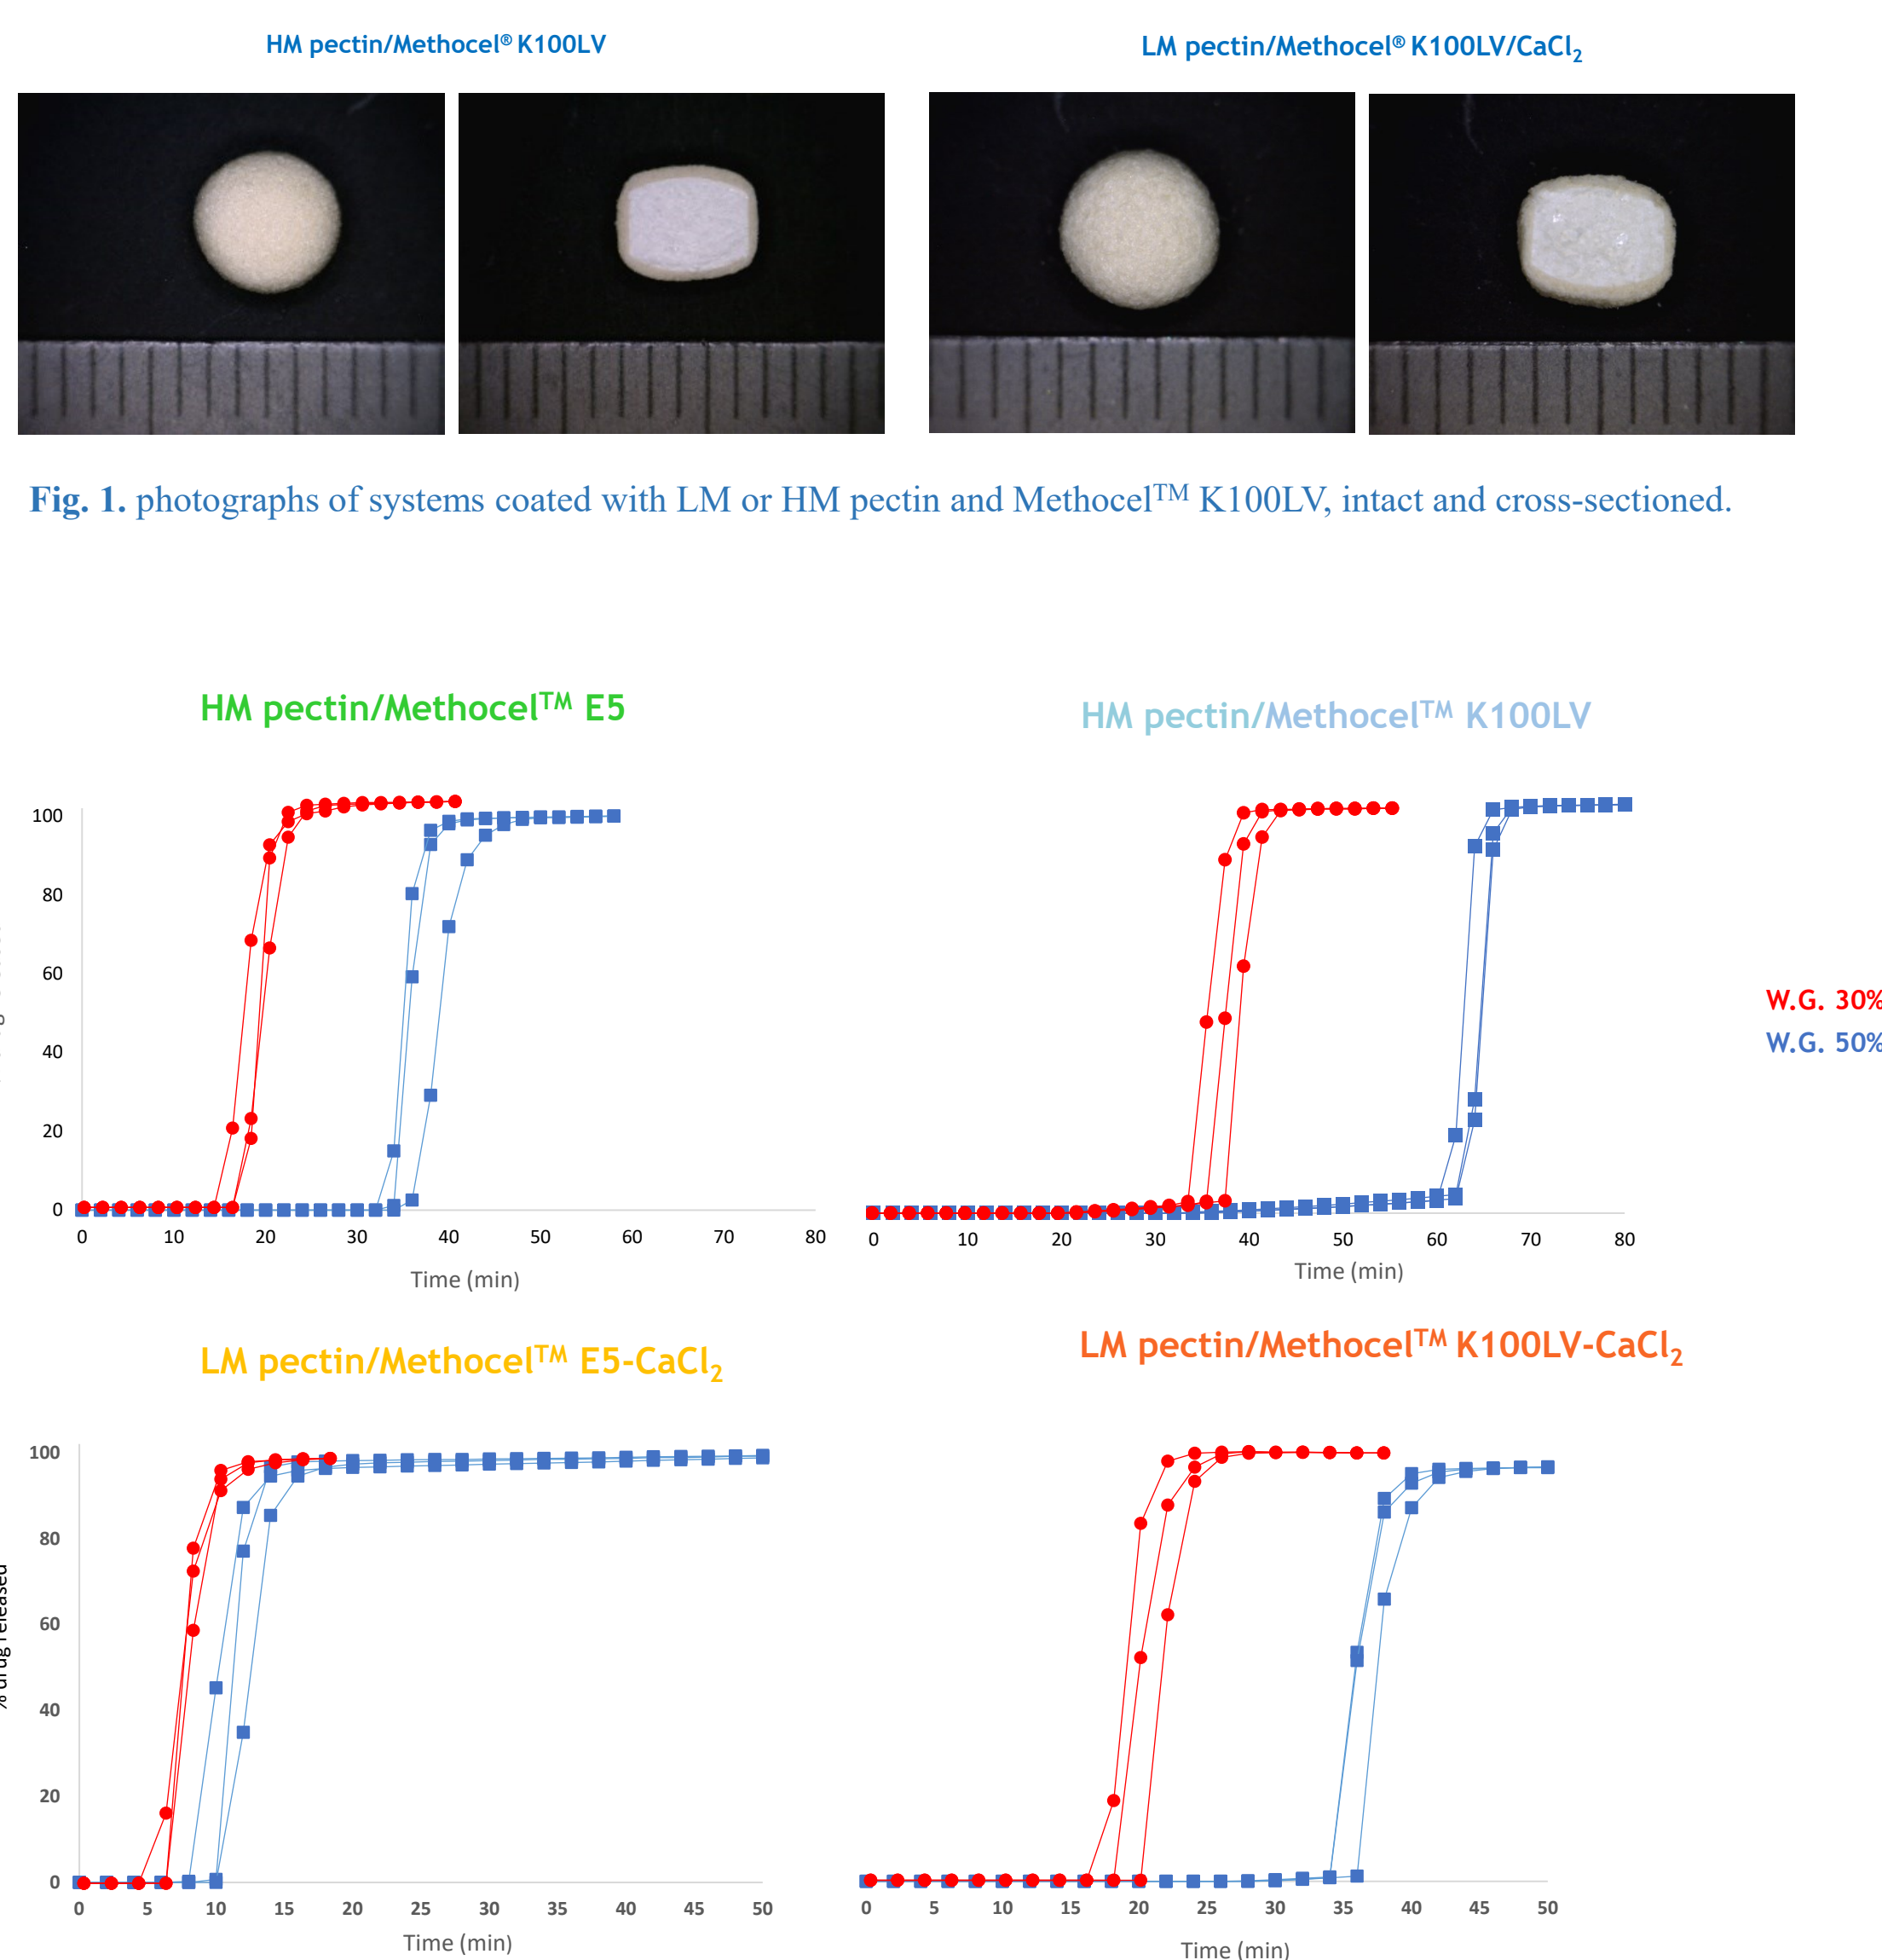 HM pectin/Methocel® K100LV
LM pectin/Methocel® K100LV/CaCl₂
Fig. 1. photographs of systems coated with LM or HM pectin and Methocel™ K100LV, intact and cross-sectioned.
HM pectin/Methocel™ E5
HM pectin/Methocel™ K100LV
100
80
60
40
20
0
0 10 20 30 40 50 60 70 80
Time (min)
0 10 20 30 40 50 60 70 80
Time (min)
W.G. 30%
W.G. 50%
LM pectin/Methocel™ E5-CaCl₂
LM pectin/Methocel™ K100LV-CaCl₂
% drug released
100
80
60
40
20
0
0 5 10 15 20 25 30 35 40 45 50
Time (min)
0 5 10 15 20 25 30 35 40 45 50
Time (min)